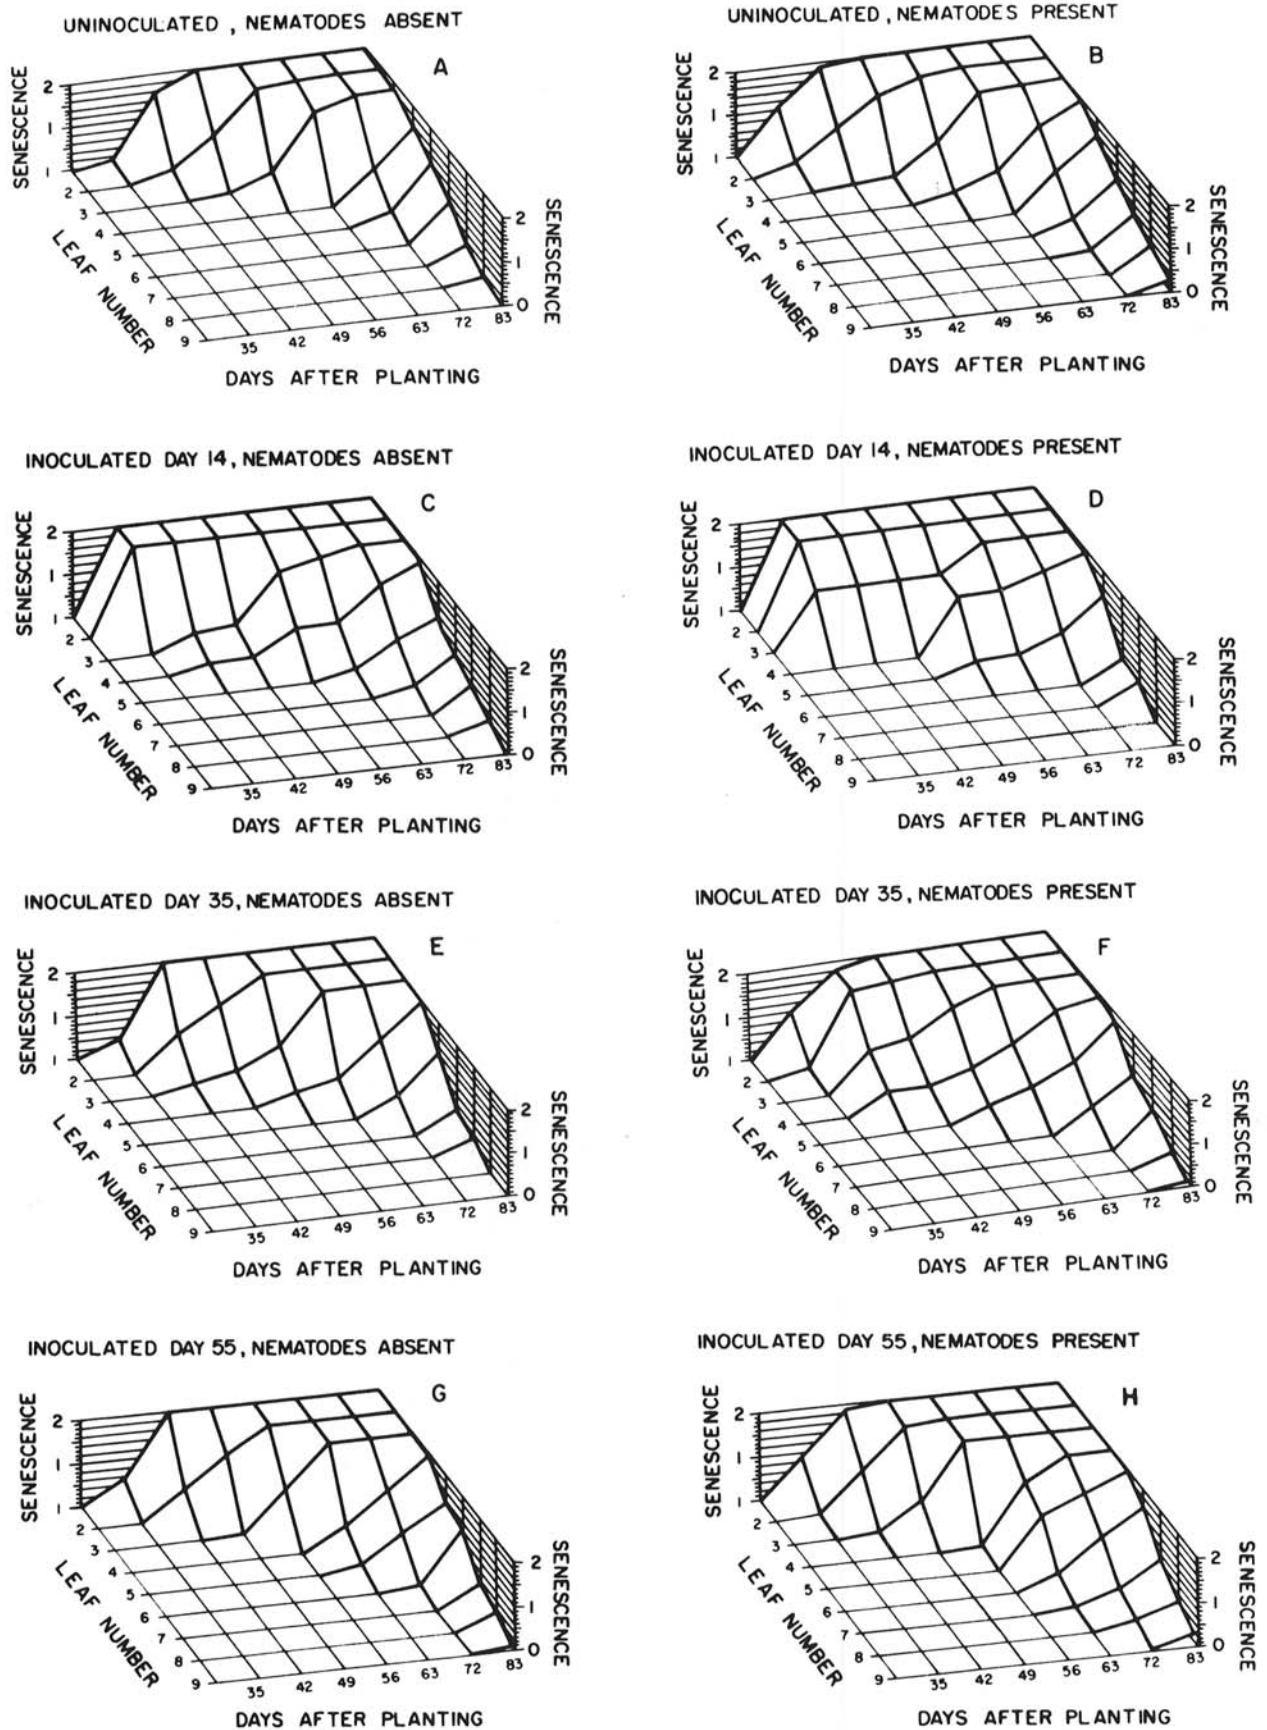 UNINOCULATED , NEMATODES ABSENT
A
SENESCENCE
2
1
1
2
3
4
5
6
7
8
9
LEAF NUMBER
35 42 49 56 63 72 83
DAYS AFTER PLANTING
2
1
0
SENESCENCE
UNINOCULATED , NEMATODES PRESENT
B
SENESCENCE
2
1
1
2
3
4
5
6
7
8
9
LEAF NUMBER
35 42 49 56 63 72 83
DAYS AFTER PLANTING
2
1
0
SENESCENCE
INOCULATED DAY 14, NEMATODES ABSENT
C
SENESCENCE
2
1
1
2
3
4
5
6
7
8
9
LEAF NUMBER
35 42 49 56 63 72 83
DAYS AFTER PLANTING
2
1
0
SENESCENCE
INOCULATED DAY 14, NEMATODES PRESENT
D
SENESCENCE
2
1
1
2
3
4
5
6
7
8
9
LEAF NUMBER
35 42 49 56 63 72 83
DAYS AFTER PLANTING
2
1
0
SENESCENCE
INOCULATED DAY 35, NEMATODES ABSENT
E
SENESCENCE
2
1
1
2
3
4
5
6
7
8
9
LEAF NUMBER
35 42 49 56 63 72 83
DAYS AFTER PLANTING
2
1
0
SENESCENCE
INOCULATED DAY 35, NEMATODES PRESENT
F
SENESCENCE
2
1
1
2
3
4
5
6
7
8
9
LEAF NUMBER
35 42 49 56 63 72 83
DAYS AFTER PLANTING
2
1
0
SENESCENCE
INOCULATED DAY 55, NEMATODES ABSENT
G
SENESCENCE
2
1
1
2
3
4
5
6
7
8
9
LEAF NUMBER
35 42 49 56 63 72 83
DAYS AFTER PLANTING
2
1
0
SENESCENCE
INOCULATED DAY 55, NEMATODES PRESENT
H
SENESCENCE
2
1
1
2
3
4
5
6
7
8
9
LEAF NUMBER
35 42 49 56 63 72 83
DAYS AFTER PLANTING
2
1
0
SENESCENCE